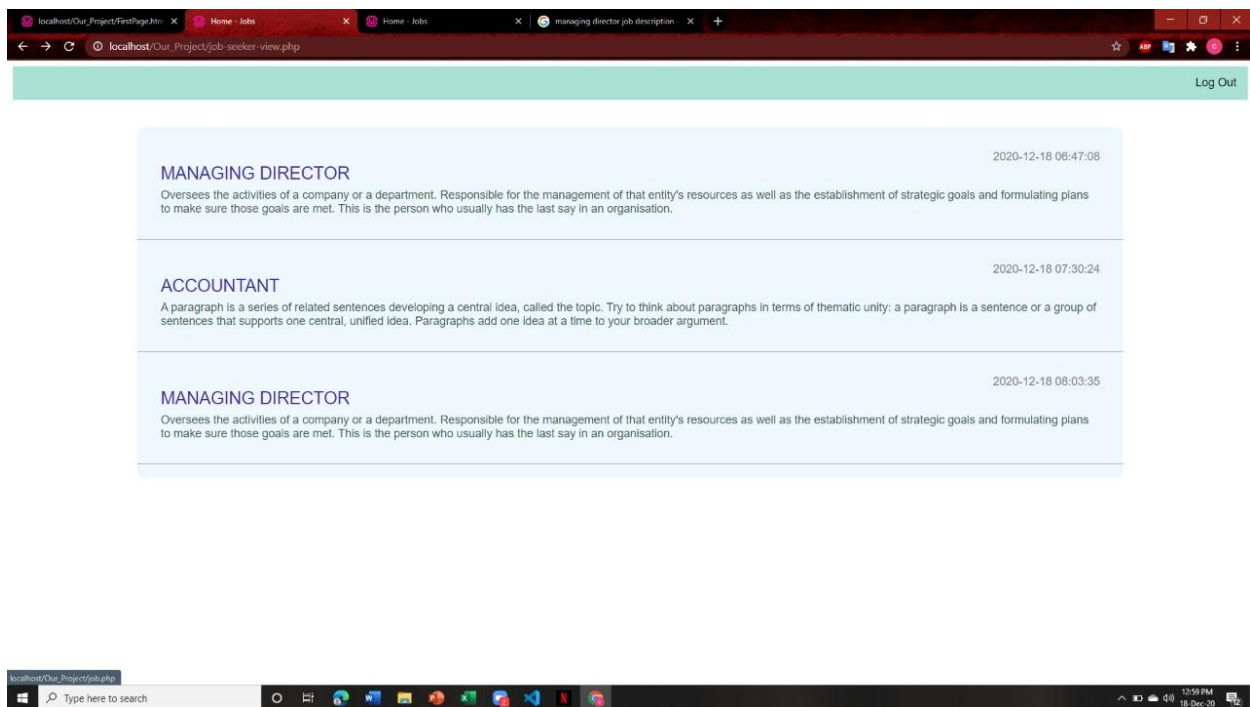 localhost/Our_Project/FirstPage.htm
Home - Jobs
Home - Jobs
managing director job description
localhost/Our_Project/job-seeker-view.php
ABP
C
Log Out
2020-12-18 06:47:08
MANAGING DIRECTOR
Oversees the activities of a company or a department. Responsible for the management of that entity's resources as well as the establishment of strategic goals and formulating plans
to make sure those goals are met. This is the person who usually has the last say in an organisation.
2020-12-18 07:30:24
ACCOUNTANT
A paragraph is a series of related sentences developing a central idea, called the topic. Try to think about paragraphs in terms of thematic unity: a paragraph is a sentence or a group of
sentences that supports one central, unified idea. Paragraphs add one idea at a time to your broader argument.
2020-12-18 08:03:35
MANAGING DIRECTOR
Oversees the activities of a company or a department. Responsible for the management of that entity's resources as well as the establishment of strategic goals and formulating plans
to make sure those goals are met. This is the person who usually has the last say in an organisation.
localhost/Our_Project/job.php
Type here to search
12:59 PM
18-Dec-20